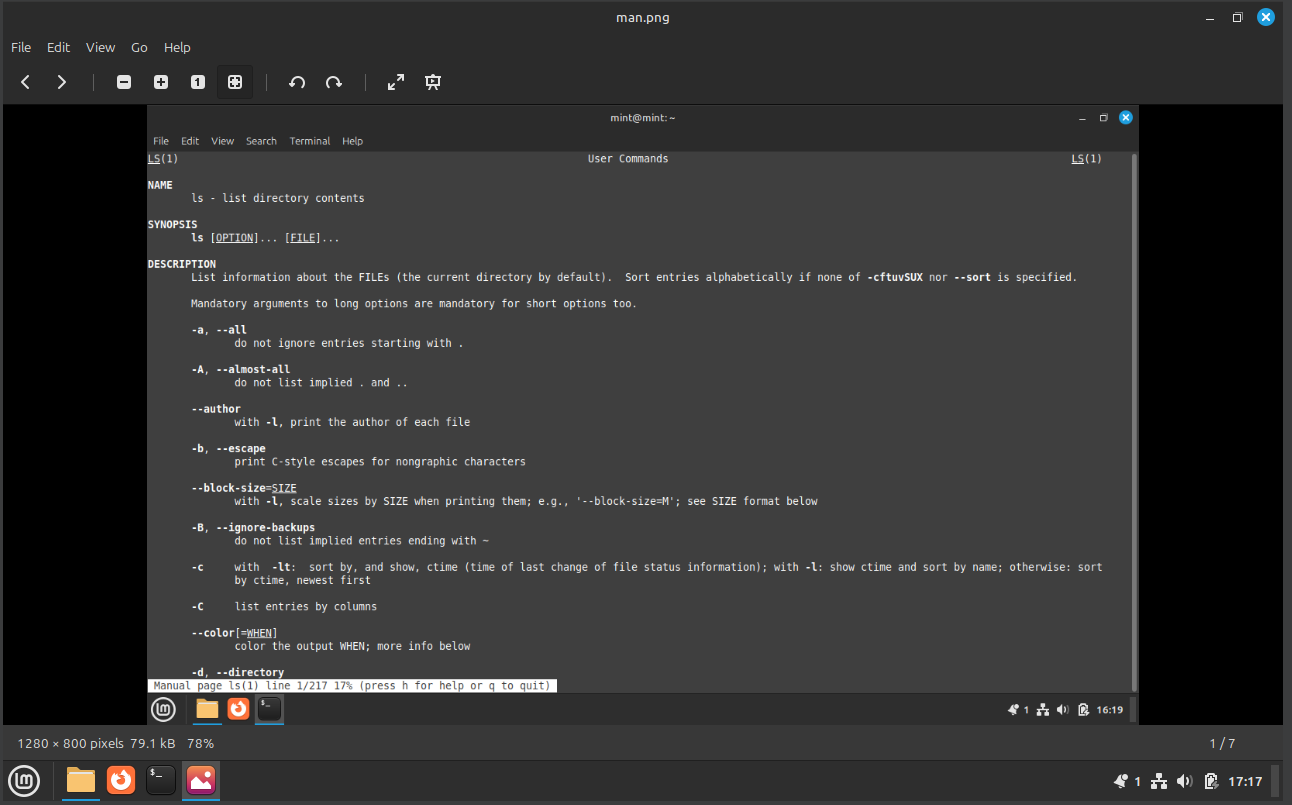 man.png
File Edit View Go Help
1
mint@mint: ~
File Edit View Search Terminal Help
LS(1) User Commands LS(1)
NAME
ls - list directory contents
SYNOPSIS
ls [OPTION]... [FILE]...
DESCRIPTION
List information about the FILEs (the current directory by default). Sort entries alphabetically if none of -cftuvSUX nor --sort is specified.
Mandatory arguments to long options are mandatory for short options too.
-a, --all
do not ignore entries starting with .
-A, --almost-all
do not list implied . and ..
--author
with -l, print the author of each file
-b, --escape
print C-style escapes for nongraphic characters
--block-size=SIZE
with -l, scale sizes by SIZE when printing them; e.g., '--block-size=M'; see SIZE format below
-B, --ignore-backups
do not list implied entries ending with ~
-c with -lt: sort by, and show, ctime (time of last change of file status information); with -l: show ctime and sort by name; otherwise: sort
by ctime, newest first
-C list entries by columns
--color[=WHEN]
color the output WHEN; more info below
-d, --directory
Manual page ls(1) line 1/217 17% (press h for help or q to quit)
$_ 1 16:19
1280 × 800 pixels 79.1 kB 78% 1 / 7
$_ 1 17:17